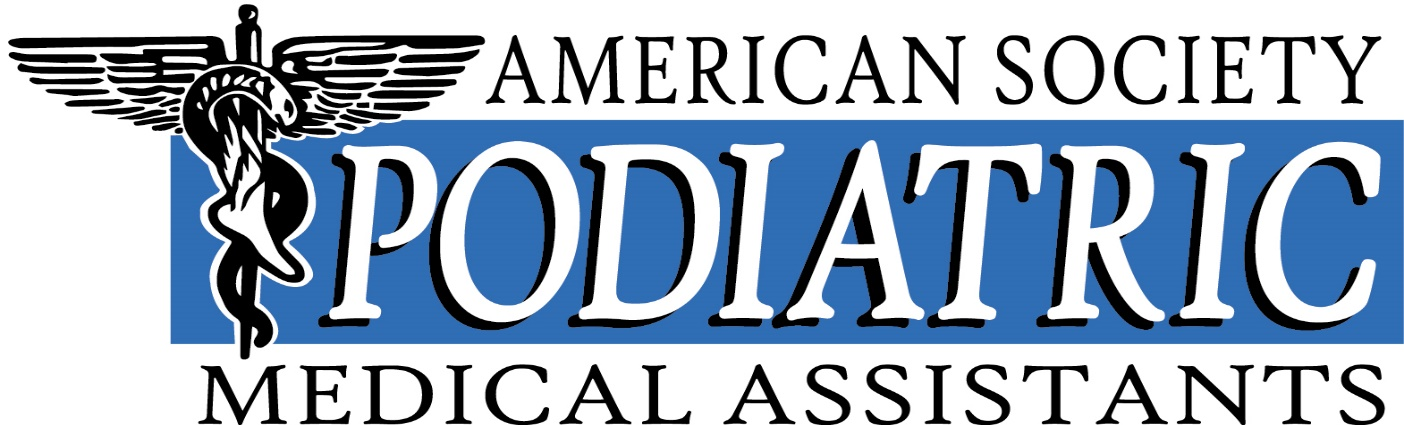 AMERICAN SOCIETY
PODIATRIC
MEDICAL ASSISTANTS